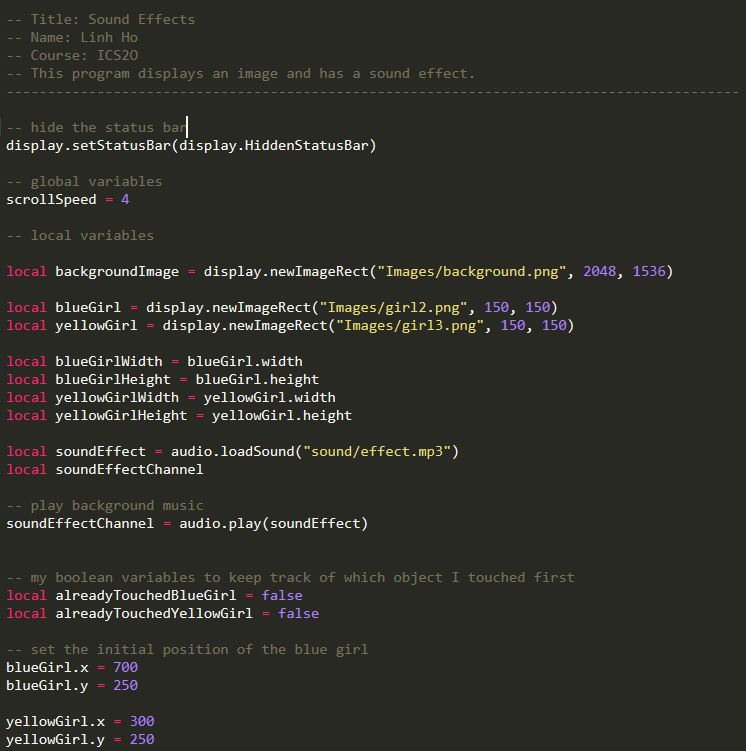 -- Title: Sound Effects
-- Name: Linh Ho
-- Course: ICS2O
-- This program displays an image and has a sound effect.
-----------------------------------------------------------------------------------------
-- hide the status bar
display.setStatusBar(display.HiddenStatusBar)
-- global variables
scrollSpeed = 4
-- local variables
local backgroundImage = display.newImageRect("Images/background.png", 2048, 1536)
local blueGirl = display.newImageRect("Images/girl2.png", 150, 150)
local yellowGirl = display.newImageRect("Images/girl3.png", 150, 150)
local blueGirlWidth = blueGirl.width
local blueGirlHeight = blueGirl.height
local yellowGirlWidth = yellowGirl.width
local yellowGirlHeight = yellowGirl.height
local soundEffect = audio.loadSound("sound/effect.mp3")
local soundEffectChannel
-- play background music
soundEffectChannel = audio.play(soundEffect)
-- my boolean variables to keep track of which object I touched first
local alreadyTouchedBlueGirl = false
local alreadyTouchedYellowGirl = false
-- set the initial position of the blue girl
blueGirl.x = 700
blueGirl.y = 250
yellowGirl.x = 300
yellowGirl.y = 250